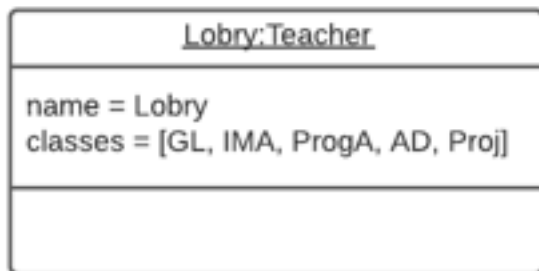 Lobry:Teacher
name = Lobry
classes = [GL, IMA, ProgA, AD, Proj]